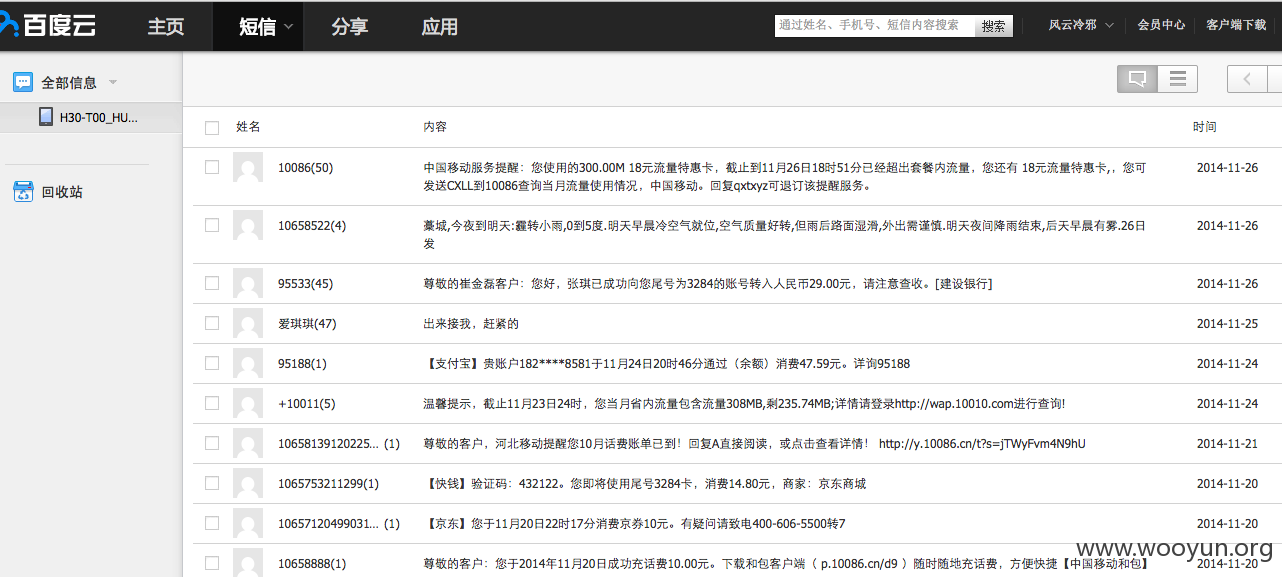 百度云 主页 短信 分享 应用 通过姓名、手机号、短信内容搜索 搜索 风云冷邪 会员中心 客户端下载
全部信息
H30-T00_HU...
回收站
姓名 内容 时间
10086(50) 中国移动服务提醒：您使用的300.00M 18元流量特惠卡，截止到11月26日18时51分已经超出套餐内流量，您还有 18元流量特惠卡,，您可 2014-11-26
发送CXLL到10086查询当月流量使用情况，中国移动。回复qxtxyz可退订该提醒服务。
10658522(4) 藁城,今夜到明天:霾转小雨,0到5度.明天早晨冷空气就位,空气质量好转,但雨后路面湿滑,外出需谨慎.明天夜间降雨结束,后天早晨有雾.26日 2014-11-26
发
95533(45) 尊敬的崔金磊客户：您好，张琪已成功向您尾号为3284的账号转入人民币29.00元，请注意查收。[建设银行] 2014-11-26
爱琪琪(47) 出来接我，赶紧的 2014-11-25
95188(1) 【支付宝】贵账户182****8581于11月24日20时46分通过（余额）消费47.59元。详询95188 2014-11-24
+10011(5) 温馨提示，截止11月23日24时，您当月省内流量包含流量308MB,剩235.74MB;详情请登录http://wap.10010.com进行查询! 2014-11-24
10658139120225... (1) 尊敬的客户，河北移动提醒您10月话费账单已到！回复A直接阅读，或点击查看详情！ http://y.10086.cn/t?s=jTWyFvm4N9hU 2014-11-21
1065753211299(1) 【快钱】验证码：432122。您即将使用尾号3284卡，消费14.80元，商家：京东商城 2014-11-20
10657120499031... (1) 【京东】您于11月20日22时17分消费京券10元。有疑问请致电400-606-5500转7 2014-11-20
10658888(1) 尊敬的客户：您于2014年11月20日成功充话费10.00元。下载和包客户端（ p.10086.cn/d9 ）随时随地充话费，方便快捷【中国移动和包】 2014-11-20
www.wooyun.org